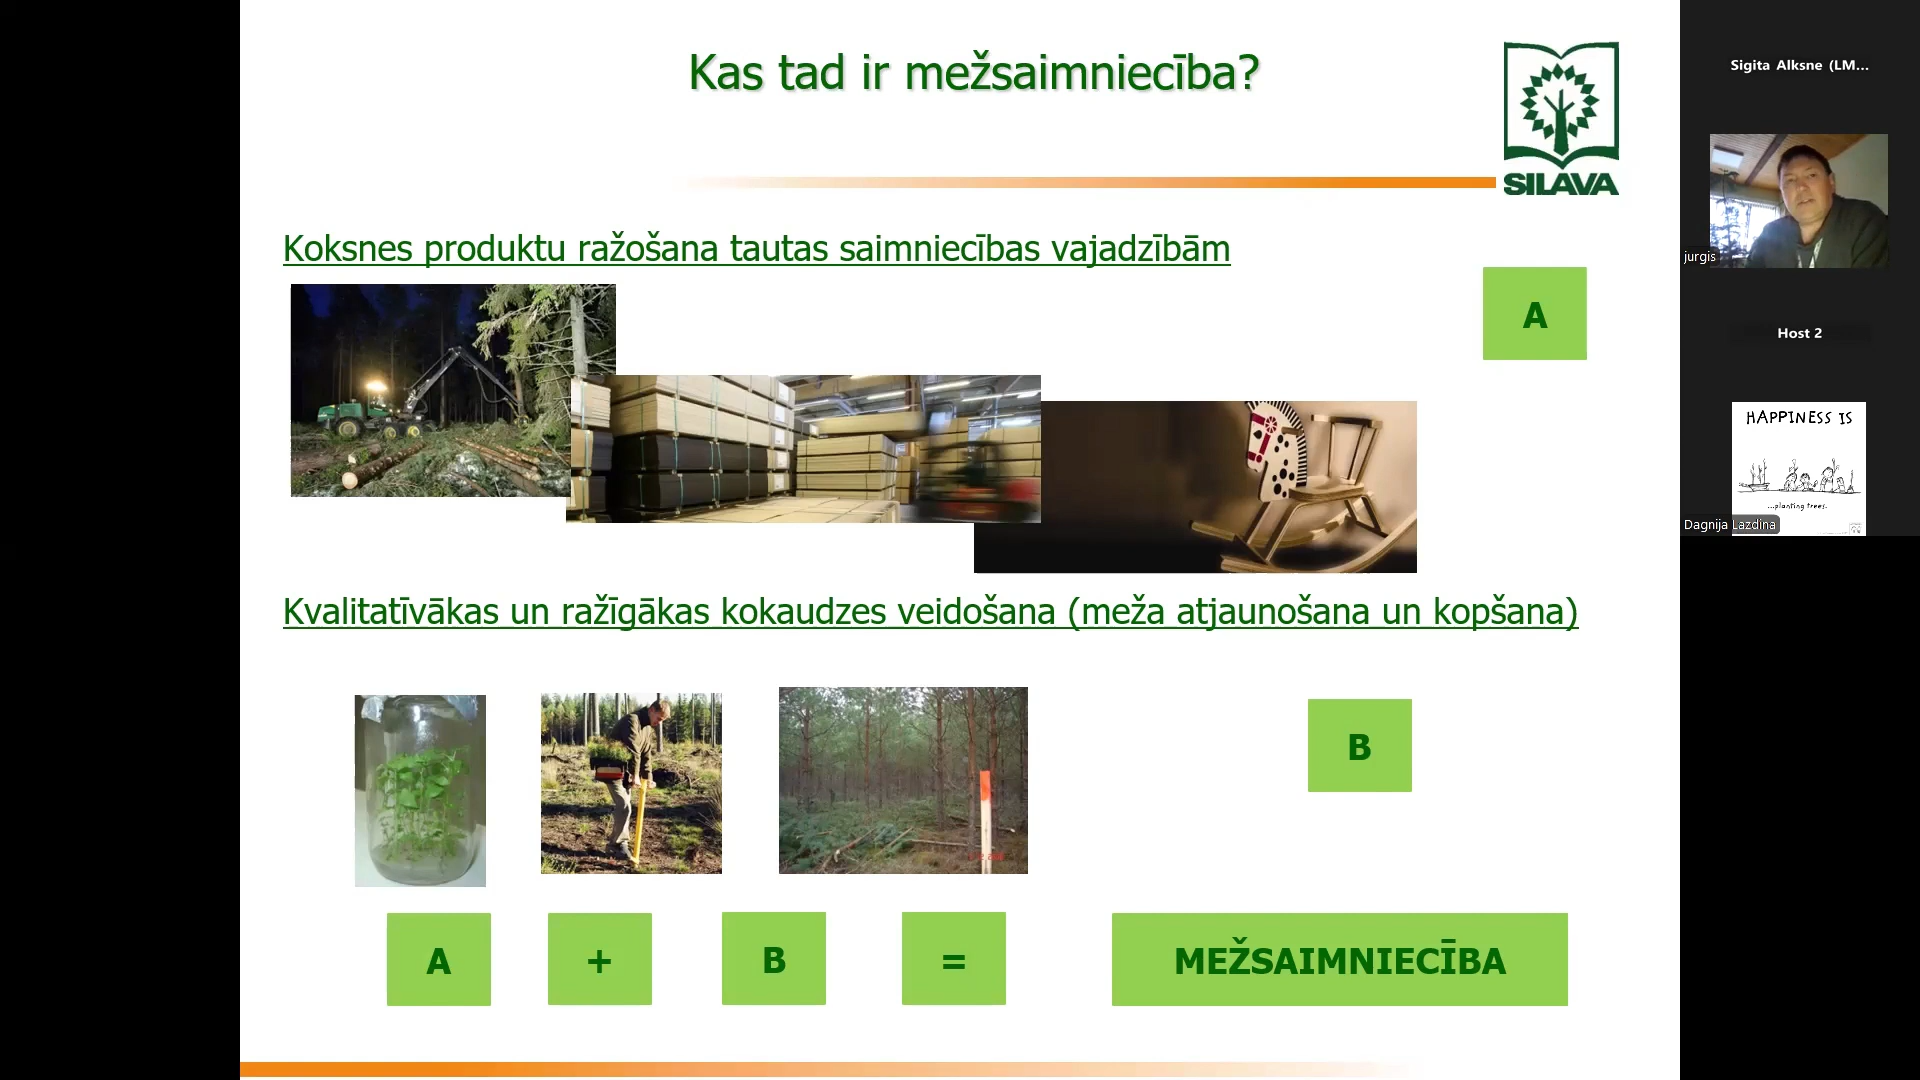 Kas tad ir mežsaimniecība?
SILAVA
Koksnes produktu ražošana tautas saimniecības vajadzībām
A
Kvalitatīvākas un ražīgākas kokaudzes veidošana (meža atjaunošana un kopšana)
B
A + B = MEŽSAIMNIECĪBA
Sigita Alksne (LM...
jurgis
Host 2
HAPPINESS IS
...planting trees.
Dagnija Lazdina